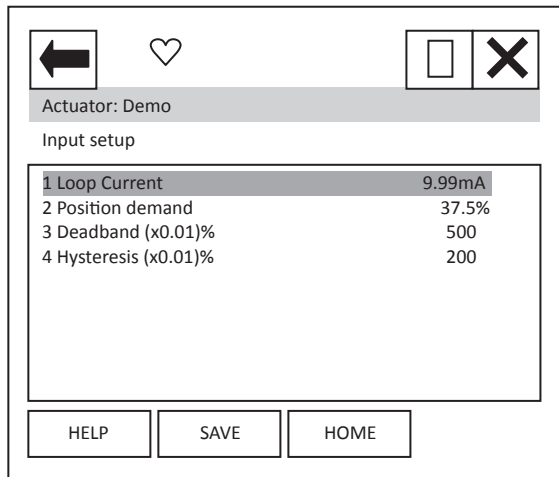 Actuator: Demo
Input setup
1 Loop Current 9.99mA
2 Position demand 37.5%
3 Deadband (x0.01)% 500
4 Hysteresis (x0.01)% 200
HELP SAVE HOME